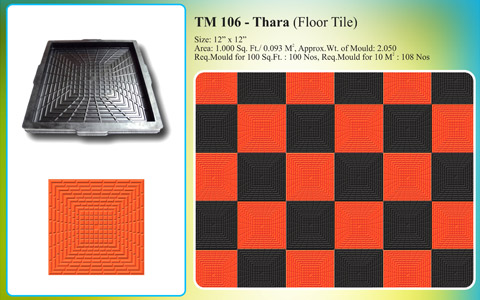 TM 106 - Thara (Floor Tile)
Size: 12” x 12”
Area: 1.000 Sq. Ft./ 0.093 M², Approx.Wt. of Mould: 2.050
Req.Mould for 100 Sq.Ft. : 100 Nos, Req.Mould for 10 M² : 108 Nos